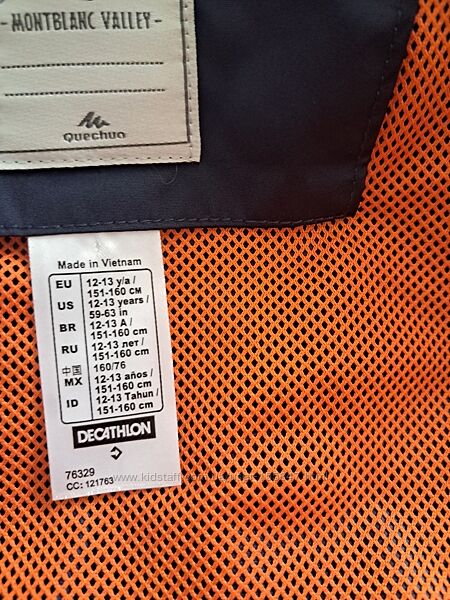 - MONTBLANC VALLEY -
Quechua
Made in Vietnam
EU 12-13 y/a / 151-160 CM
US 12-13 years / 59-63 in
BR 12-13 A / 151-160 cm
RU 12-13 лет / 151-160 cm
中国 160/76
MX 12-13 años / 151-160 cm
ID 12-13 Tahun / 151-160 cm
DECATHLON
76329
CC: 121763